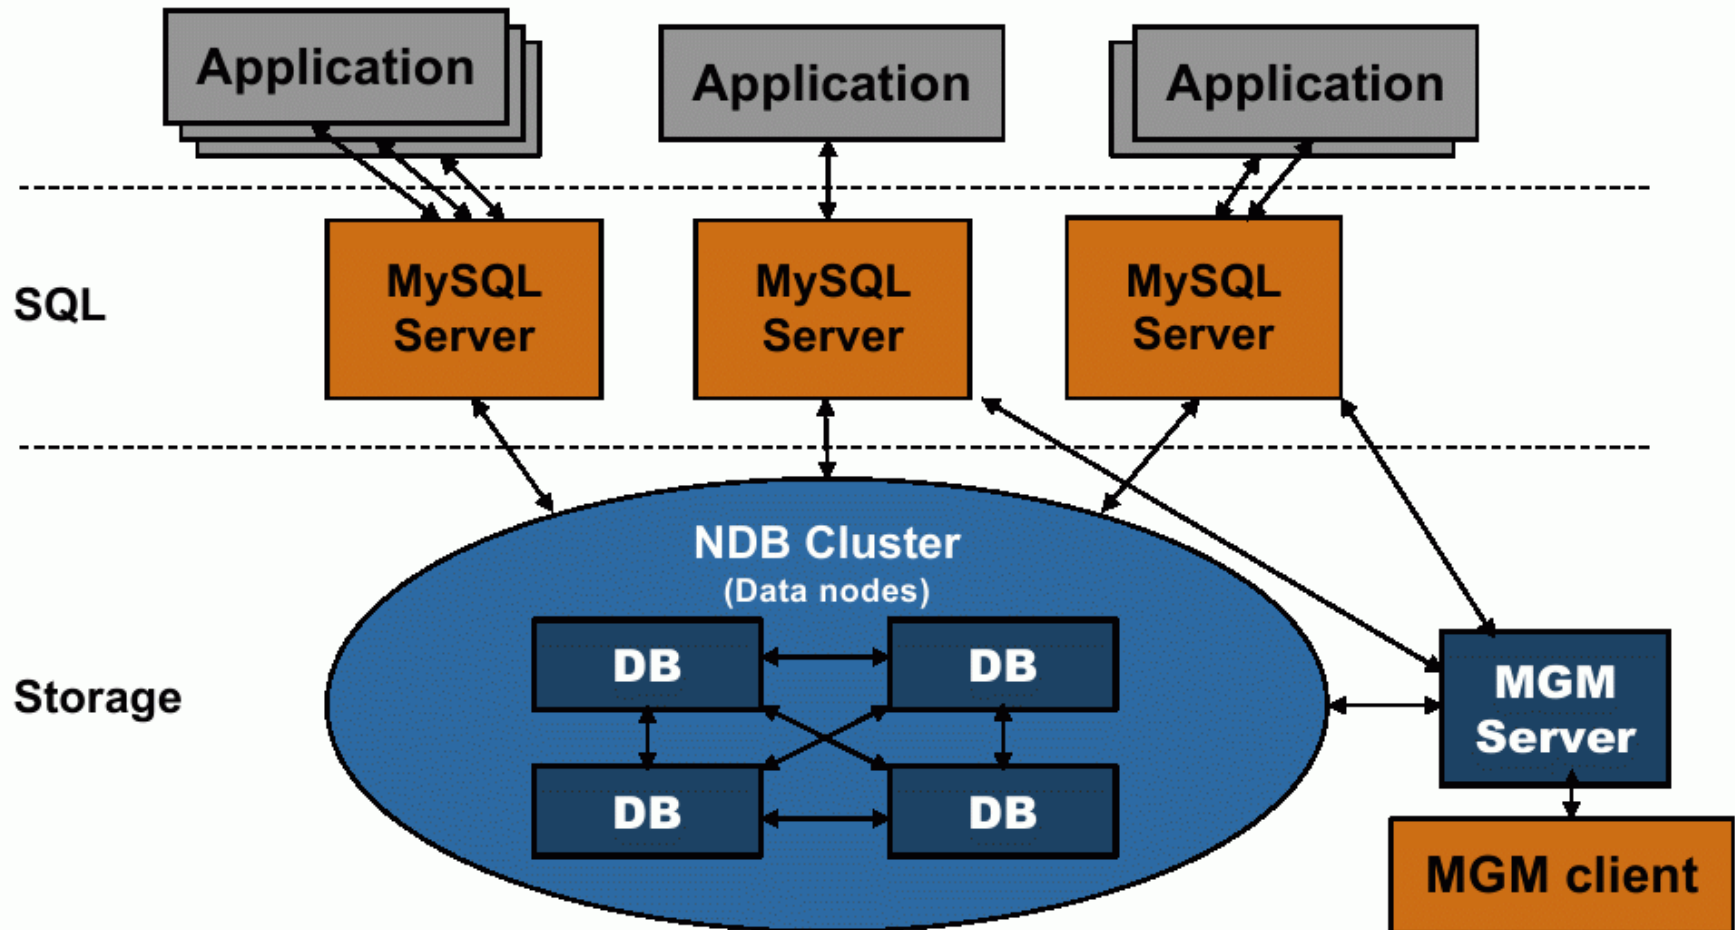 Application
Application
Application
SQL
MySQL
Server
MySQL
Server
MySQL
Server
NDB Cluster
(Data nodes)
Storage
DB
DB
DB
DB
MGM
Server
MGM client